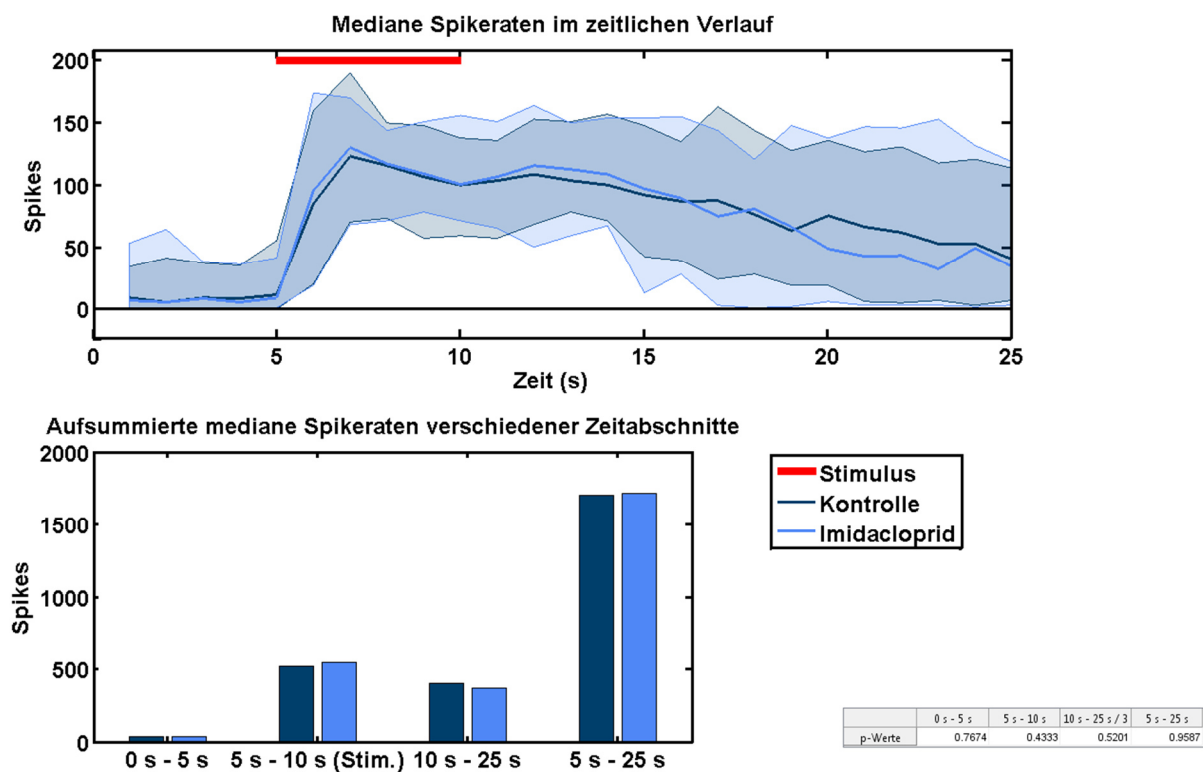 Mediane Spikeraten im zeitlichen Verlauf
200
150
100
50
0
Spikes
0 5 10 15 20 25
Zeit (s)
Aufsummierte mediane Spikeraten verschiedener Zeitabschnitte
2000
1500
1000
500
0
Spikes
0 s - 5 s 5 s - 10 s (Stim.) 10 s - 25 s 5 s - 25 s
Stimulus
Kontrolle
Imidacloprid
0 s - 5 s 5 s - 10 s 10 s - 25 s / 3 5 s - 25 s
p-Werte 0.7674 0.4333 0.5201 0.9587